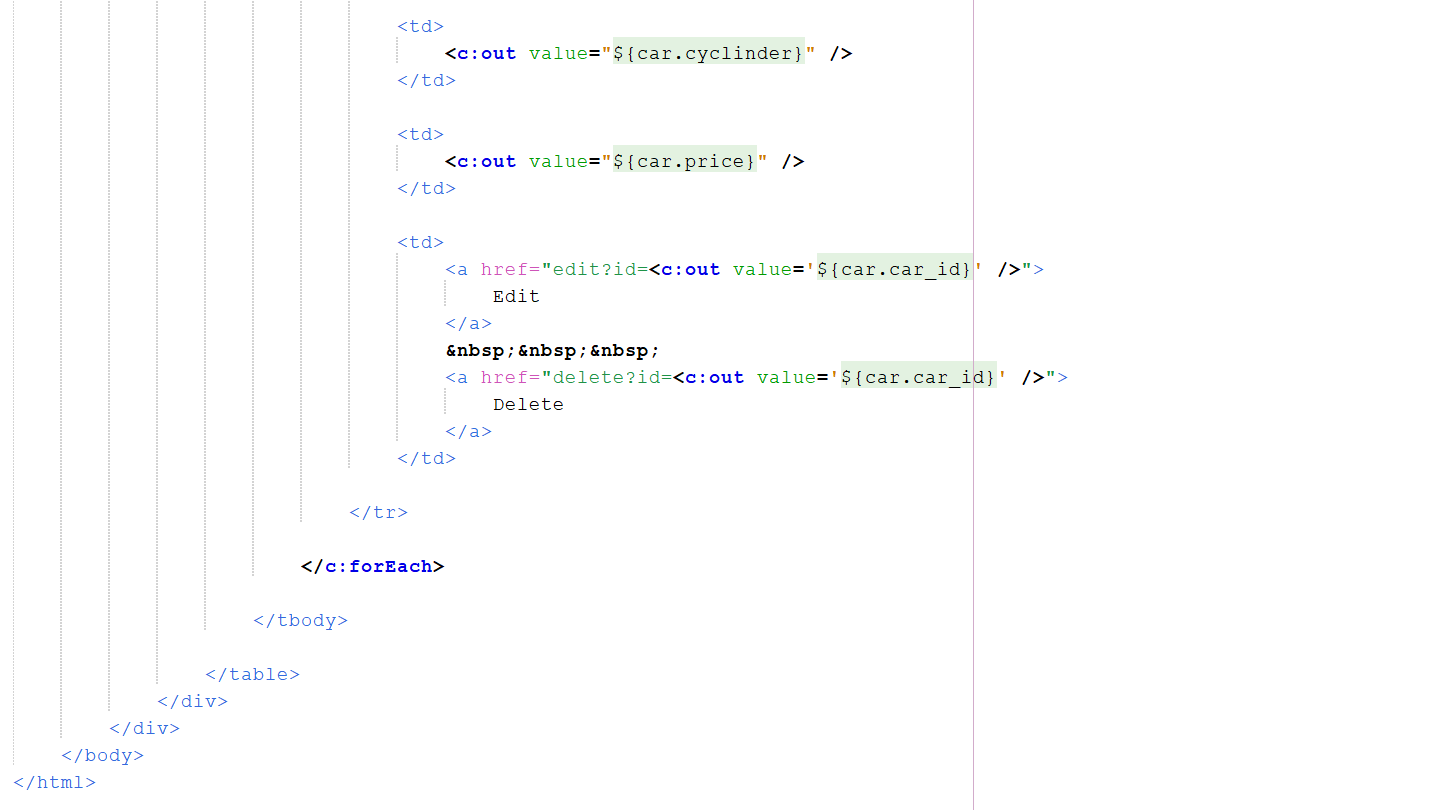 <td>
<c:out value="${car.cyclinder}" />
</td>
<td>
<c:out value="${car.price}" />
</td>
<td>
<a href="edit?id=<c:out value='${car.car_id}' />">
Edit
</a>
&nbsp;&nbsp;&nbsp;
<a href="delete?id=<c:out value='${car.car_id}' />">
Delete
</a>
</td>
</tr>
</c:forEach>
</tbody>
</table>
</div>
</div>
</body>
</html>